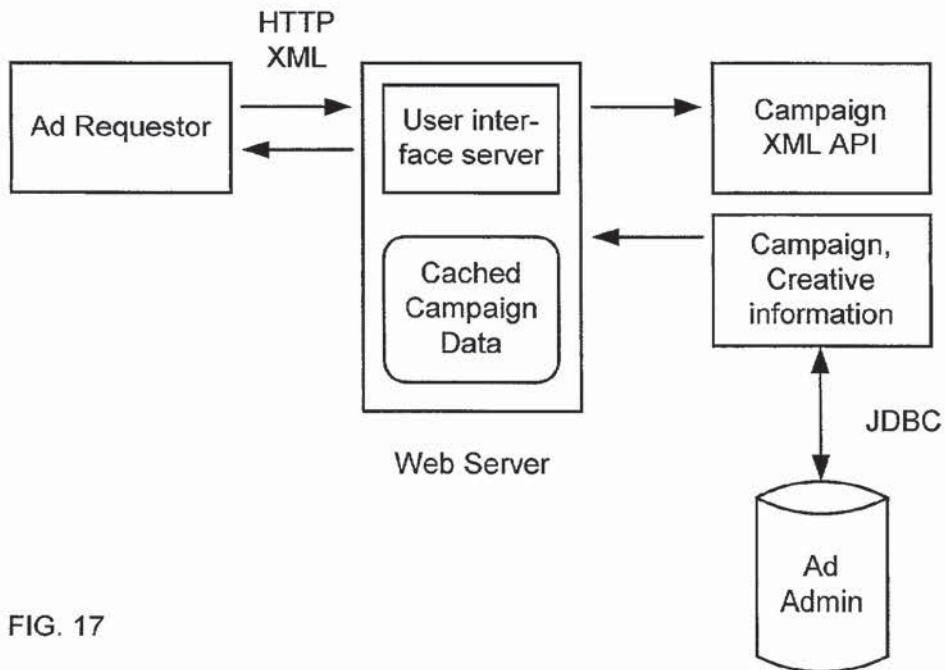 HTTP
XML
Ad Requestor
User inter-
face server
Campaign
XML API
Cached
Campaign
Data
Campaign,
Creative
information
JDBC
Web Server
Ad
Admin
FIG. 17